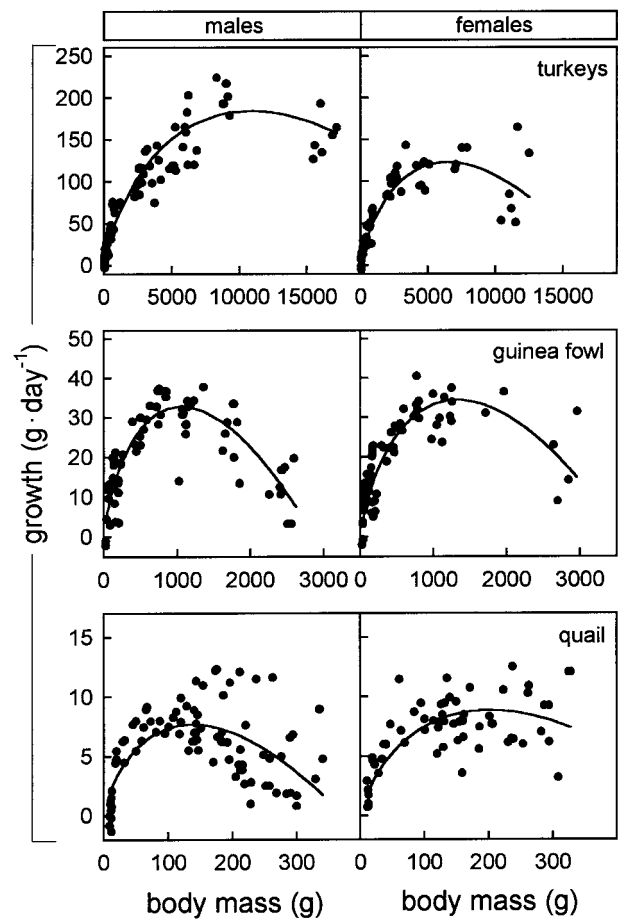 males females
turkeys
250
200
150
100
50
0
0 5000 10000 15000 0 5000 10000 15000
guinea fowl
50
40
30
20
10
0
0 1000 2000 3000 0 1000 2000 3000
quail
15
10
5
0
0 100 200 300 0 100 200 300
growth (g·day⁻¹)
body mass (g) body mass (g)